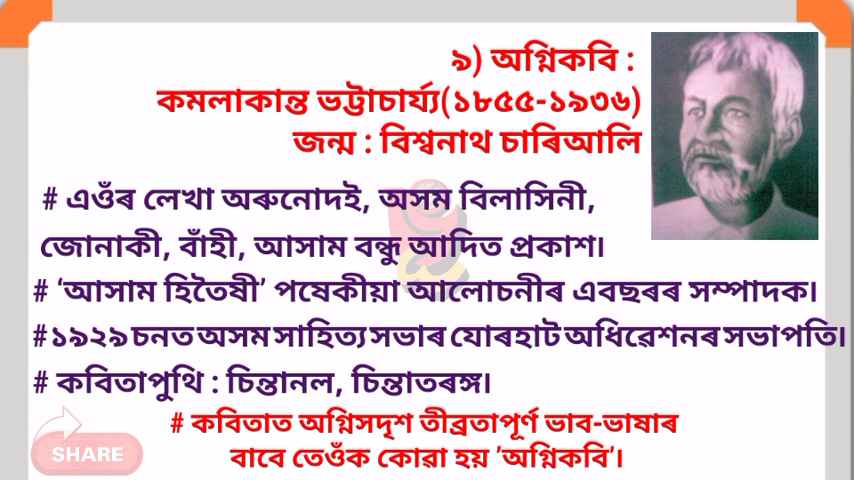 ৯) অগ্নিকবি :
কমলাকান্ত ভট্টাচাৰ্য্য(১৮৫৫-১৯৩৬)
জন্ম : বিশ্বনাথ চাৰিআলি
# এওঁৰ লেখা অৰুনোদই, অসম বিলাসিনী,
জোনাকী, বাঁহী, আসাম বন্ধু আদিত প্ৰকাশ।
# ‘আসাম হিতৈষী’ পষেকীয়া আলোচনীৰ এবছৰৰ সম্পাদক।
#১৯২৯ চনত অসম সাহিত্য সভাৰ যোৰহাট অধিৱেশনৰ সভাপতি।
# কবিতাপুথি : চিন্তানল, চিন্তাতৰঙ্গ।
# কবিতাত অগ্নিসদৃশ তীব্ৰতাপূৰ্ণ ভাব-ভাষাৰ
বাবে তেওঁক কোৱা হয় ’অগ্নিকবি’।
SHARE